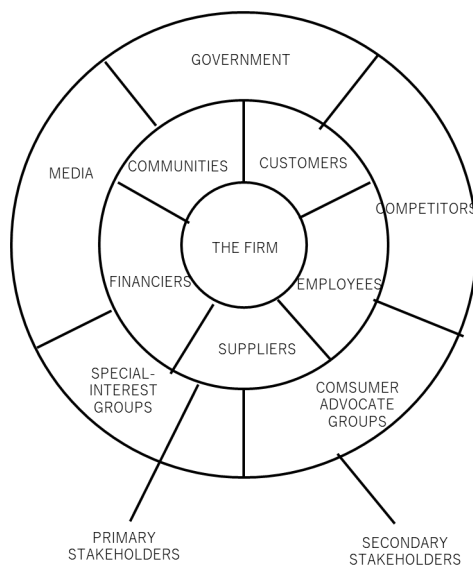 GOVERNMENT
COMMUNITIES
CUSTOMERS
MEDIA
COMPETITORS
THE FIRM
FINANCIERS
EMPLOYEES
SUPPLIERS
SPECIAL-
INTEREST
GROUPS
COMSUMER
ADVOCATE
GROUPS
PRIMARY
STAKEHOLDERS
SECONDARY
STAKEHOLDERS